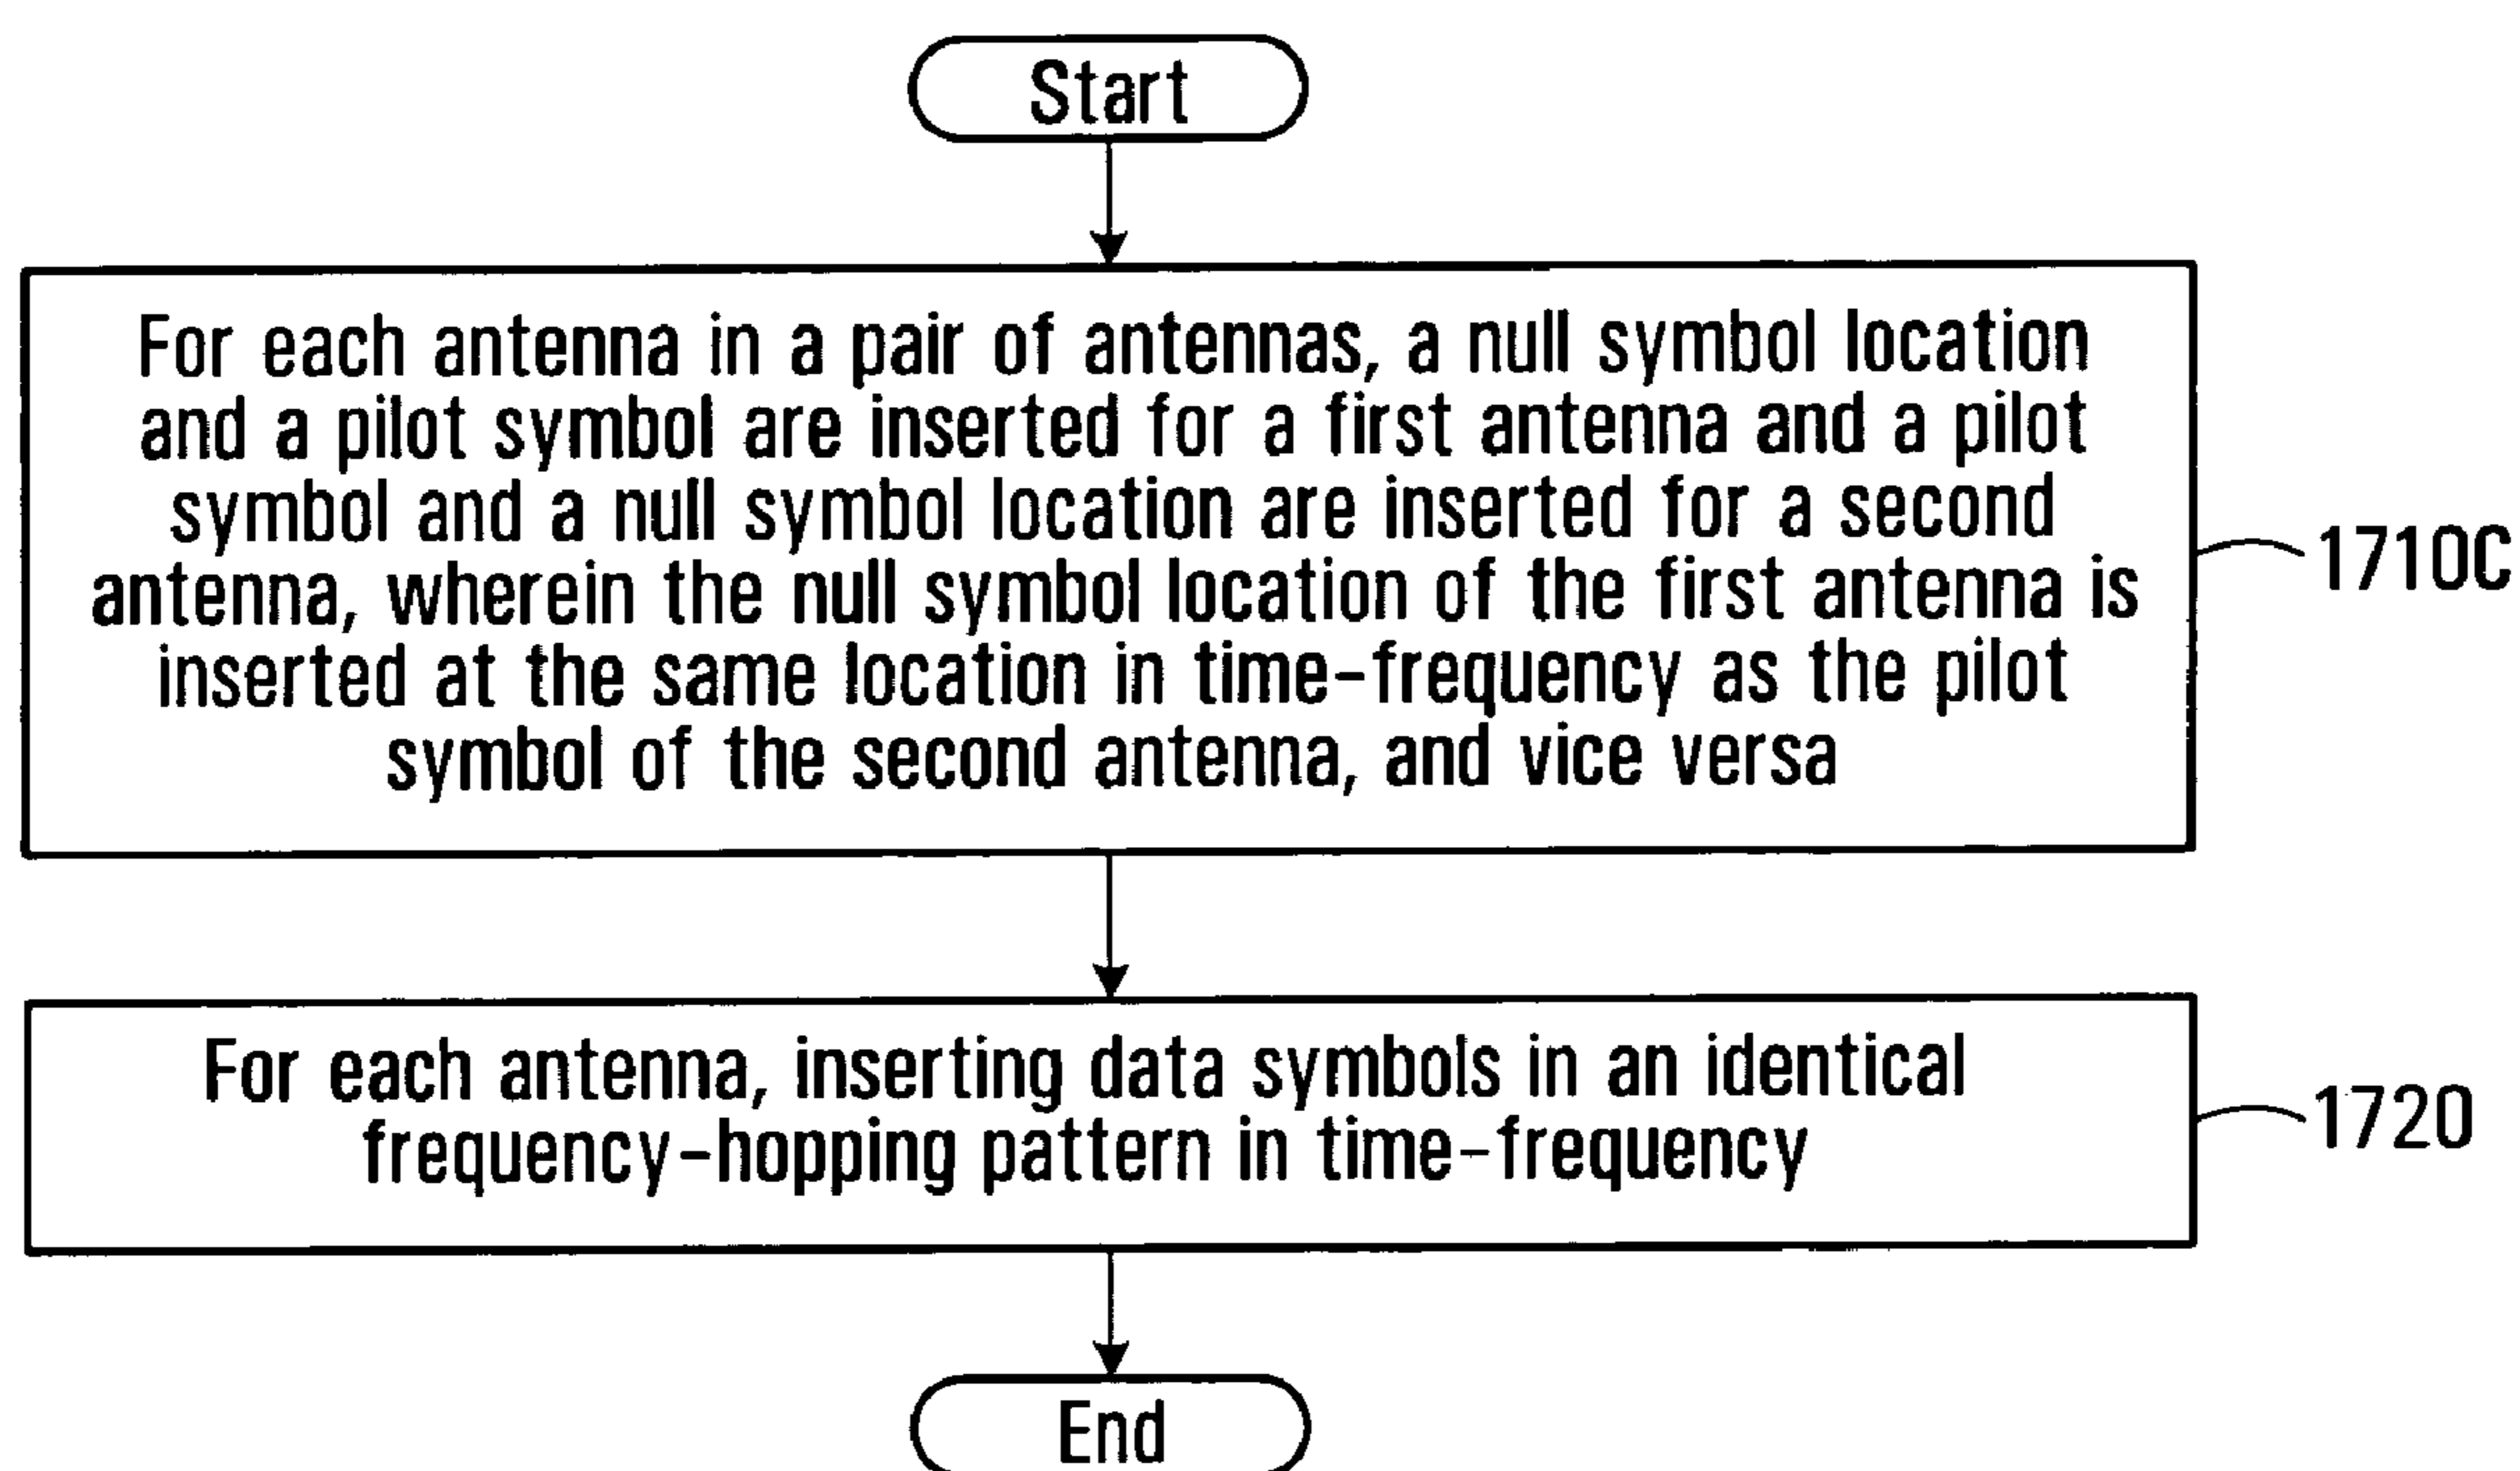 Start
For each antenna in a pair of antennas, a null symbol location
and a pilot symbol are inserted for a first antenna and a pilot
symbol and a null symbol location are inserted for a second
antenna, wherein the null symbol location of the first antenna is
inserted at the same location in time-frequency as the pilot
symbol of the second antenna, and vice versa
1710C
For each antenna, inserting data symbols in an identical
frequency-hopping pattern in time-frequency
1720
End